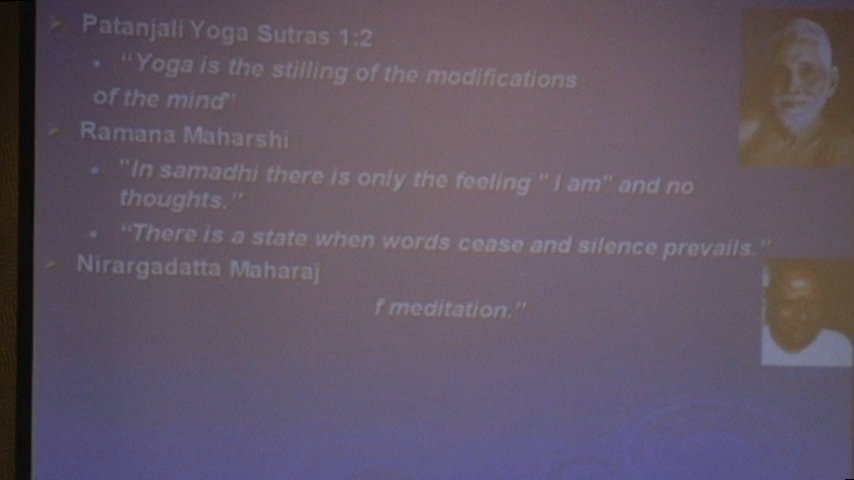 Patanjali Yoga Sutras 1:2
"Yoga is the stilling of the modifications
of the mind"
Ramana Maharshi
"In samadhi there is only the feeling "I am" and no
thoughts."
"There is a state when words cease and silence prevails."
Nirargadatta Maharaj
f meditation."